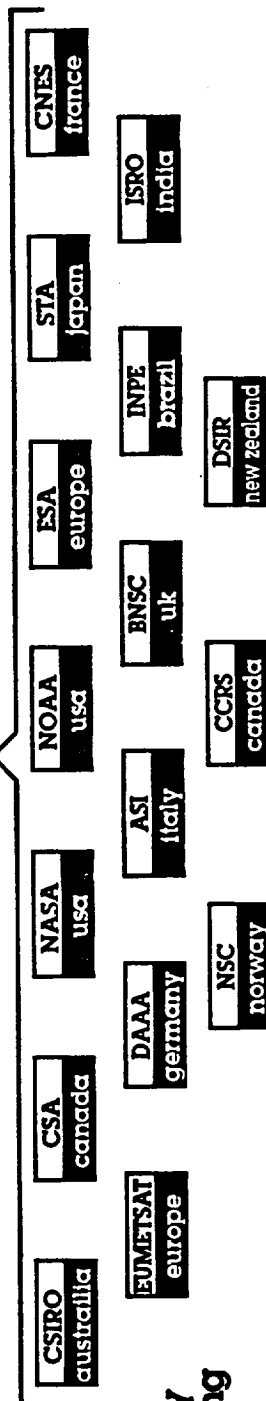 CSIRO
australlia
CSA
canada
NASA
usa
NOAA
usa
ESA
europe
STA
japan
CNES
france
EUMETSAT
europe
DAAA
germany
ASI
italy
BNSC
uk
INPE
brazil
ISRO
india
NSC
norway
CCRS
canada
DSIR
new zealand